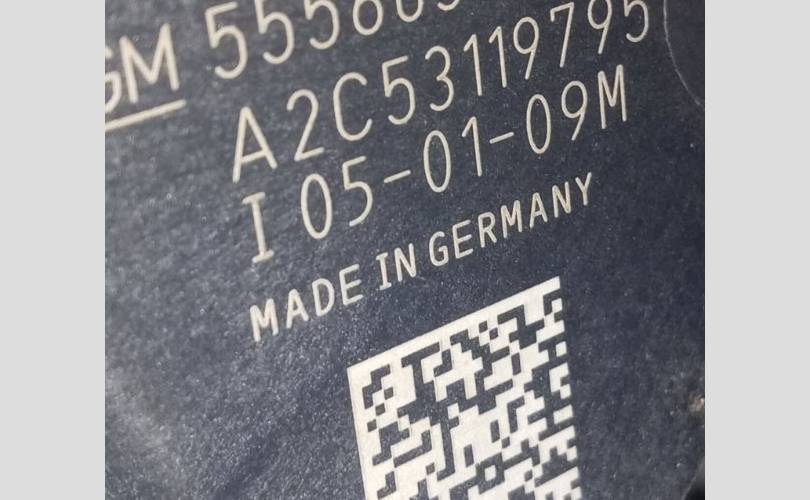 GM
A2C53119795
I 05-01-09M
MADE IN GERMANY